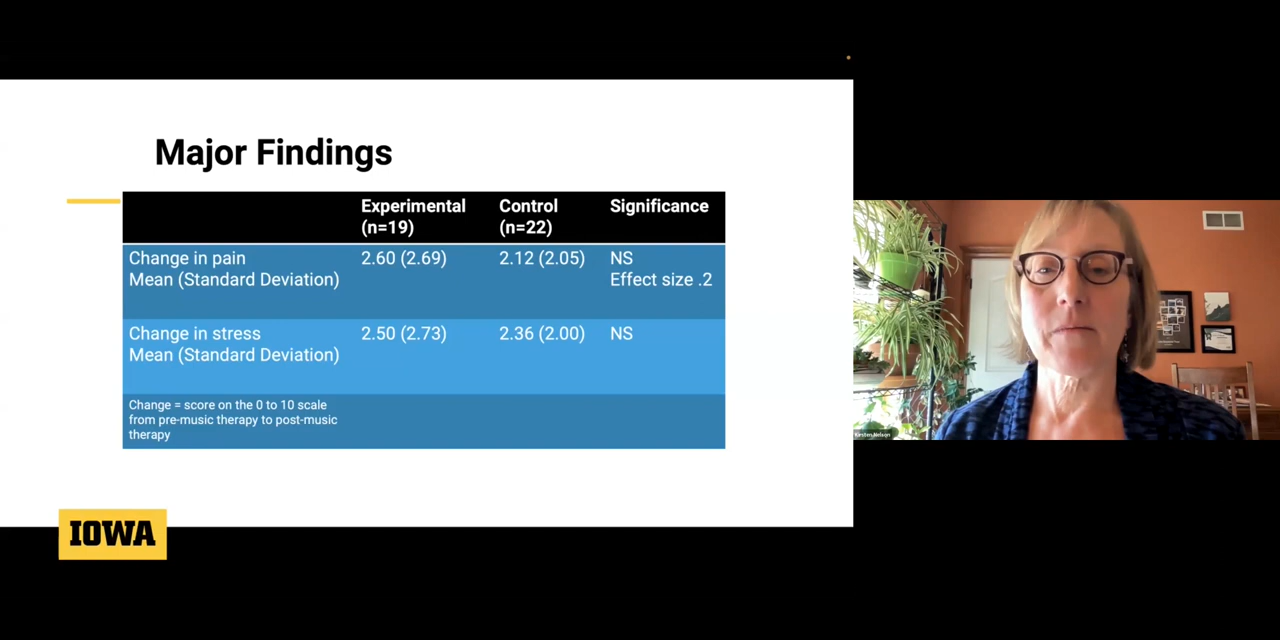 Major Findings
Experimental
(n=19)
Control
(n=22)
Significance
Change in pain
Mean (Standard Deviation)
2.60 (2.69)
2.12 (2.05)
NS
Effect size .2
Change in stress
Mean (Standard Deviation)
2.50 (2.73)
2.36 (2.00)
NS
Change = score on the 0 to 10 scale
from pre-music therapy to post-music
therapy
IOWA
Kirsten Nelson